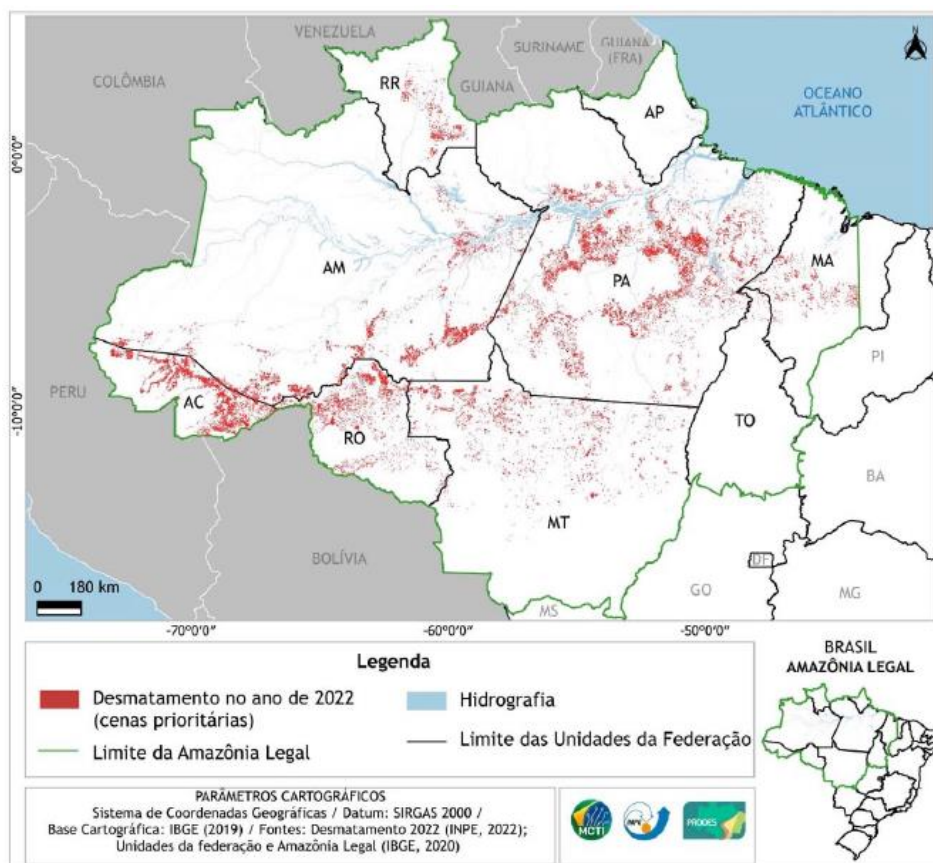 VENEZUELA
SURINAME
GUIANA
(FRA)
COLÔMBIA
RR
GUIANA
AP
OCEANO
ATLÂNTICO
N
0°0'0"
AM
PA
MA
PI
PERU
AC
RO
TO
BA
-10°0'0"
MT
BOLÍVIA
DF
GO
MG
MS
0 180 km
-70°0'0"
-60°0'0"
-50°0'0"
Legenda
Desmatamento no ano de 2022
(cenas prioritárias)
Hidrografia
Limite da Amazônia Legal
Limite das Unidades da Federação
BRASIL
AMAZÔNIA LEGAL
PARÂMETROS CARTOGRÁFICOS
Sistema de Coordenadas Geográficas / Datum: SIRGAS 2000 /
Base Cartográfica: IBGE (2019) / Fontes: Desmatamento 2022 (INPE, 2022);
Unidades da federação e Amazônia Legal (IBGE, 2020)
MCTI
INPE
PRODES